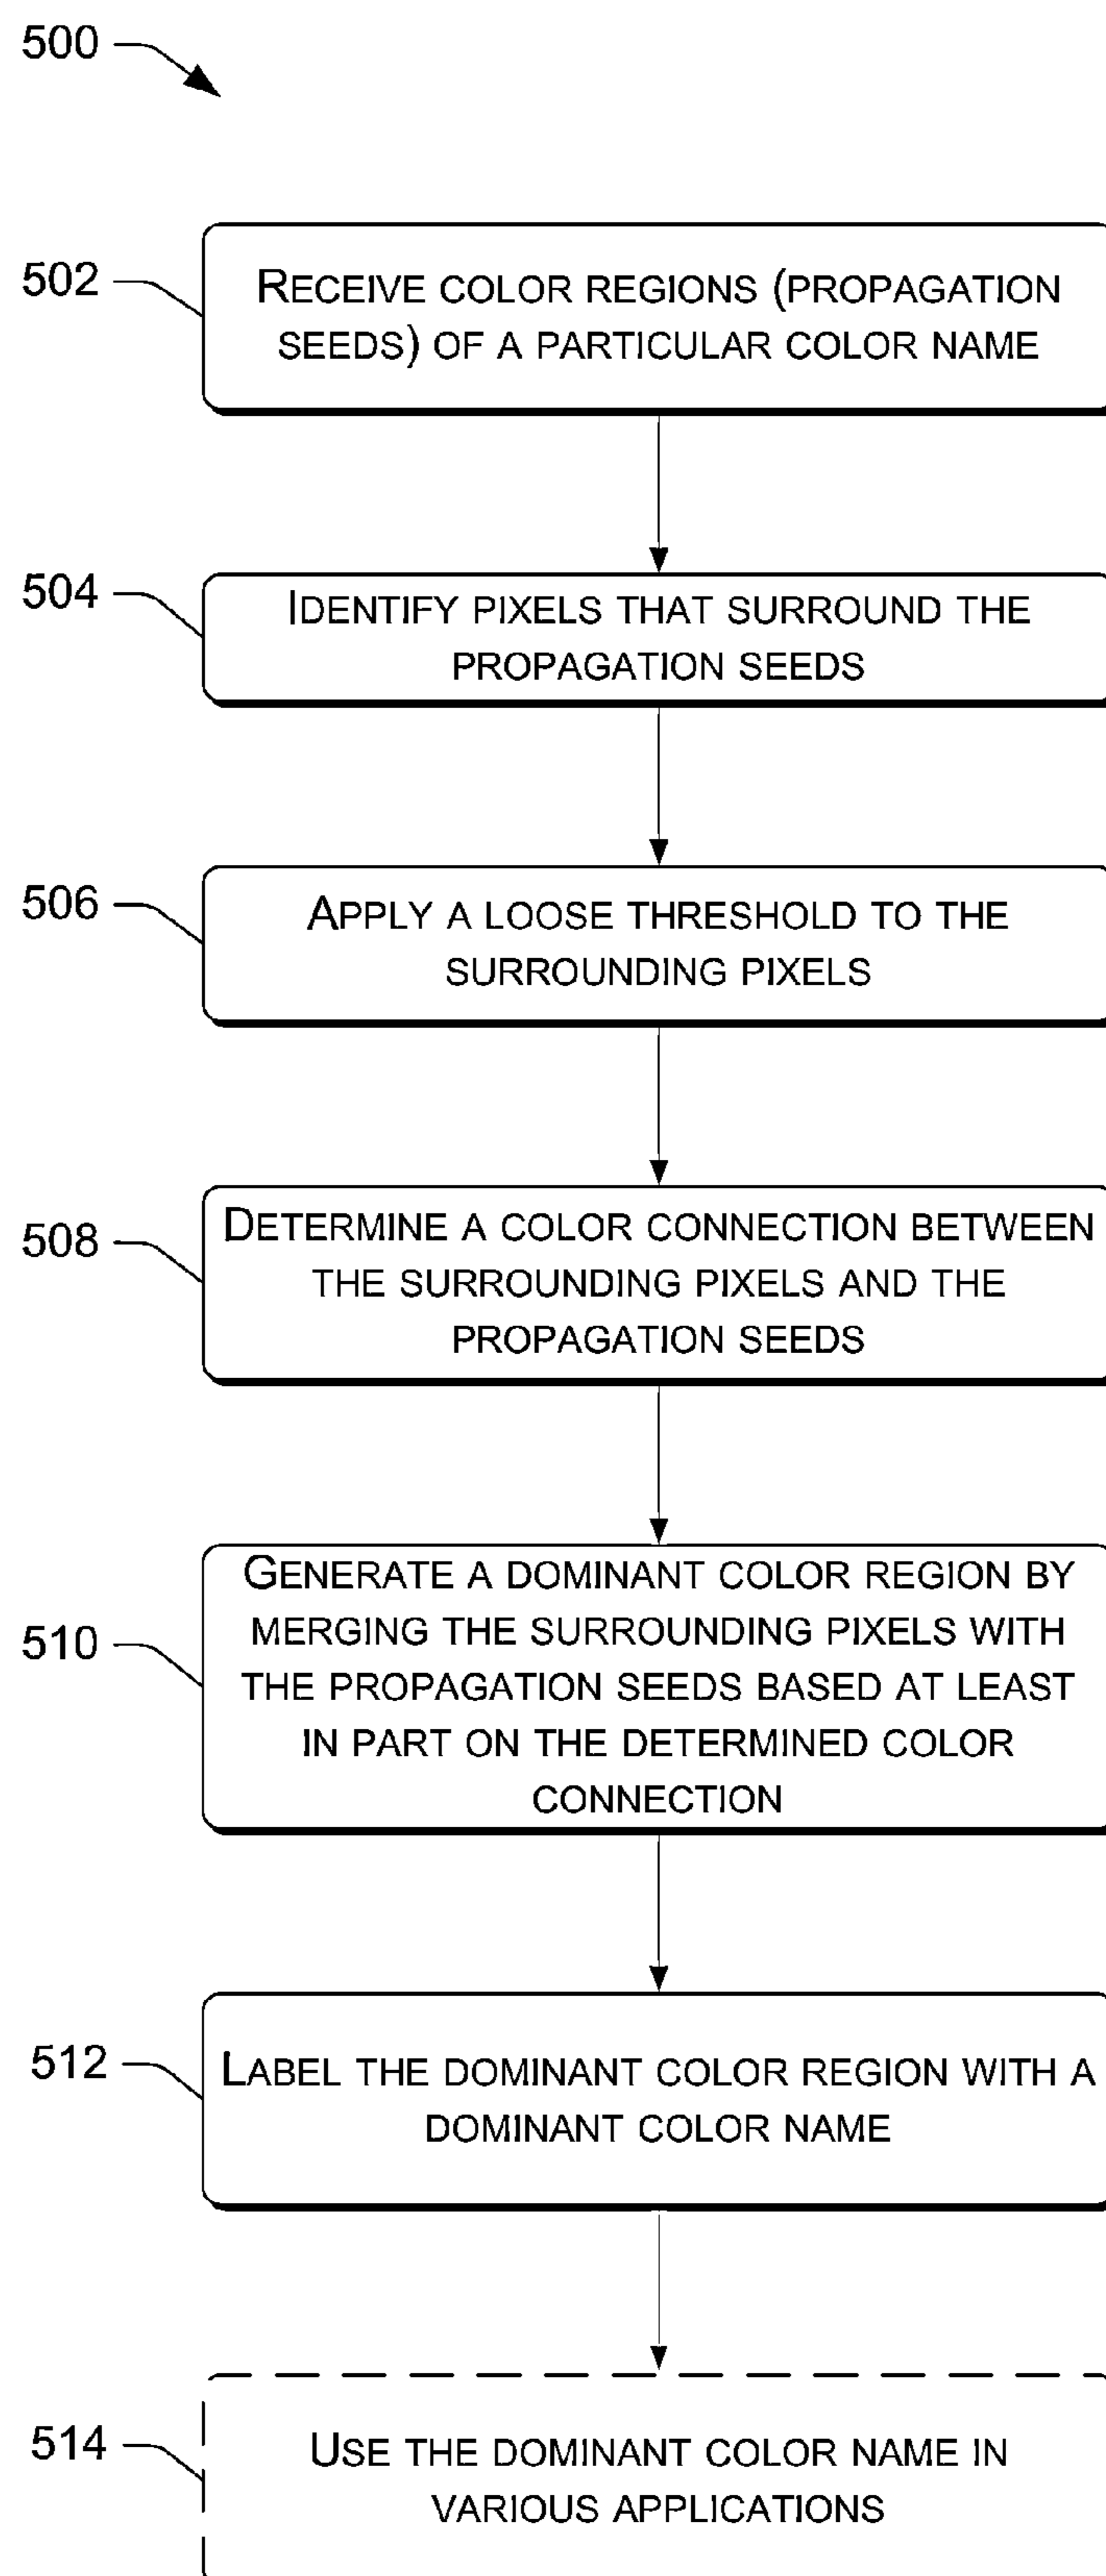 500
502
RECEIVE COLOR REGIONS (PROPAGATION
SEEDS) OF A PARTICULAR COLOR NAME
504
IDENTIFY PIXELS THAT SURROUND THE
PROPAGATION SEEDS
506
APPLY A LOOSE THRESHOLD TO THE
SURROUNDING PIXELS
508
DETERMINE A COLOR CONNECTION BETWEEN
THE SURROUNDING PIXELS AND THE
PROPAGATION SEEDS
510
GENERATE A DOMINANT COLOR REGION BY
MERGING THE SURROUNDING PIXELS WITH
THE PROPAGATION SEEDS BASED AT LEAST
IN PART ON THE DETERMINED COLOR
CONNECTION
512
LABEL THE DOMINANT COLOR REGION WITH A
DOMINANT COLOR NAME
514
USE THE DOMINANT COLOR NAME IN
VARIOUS APPLICATIONS